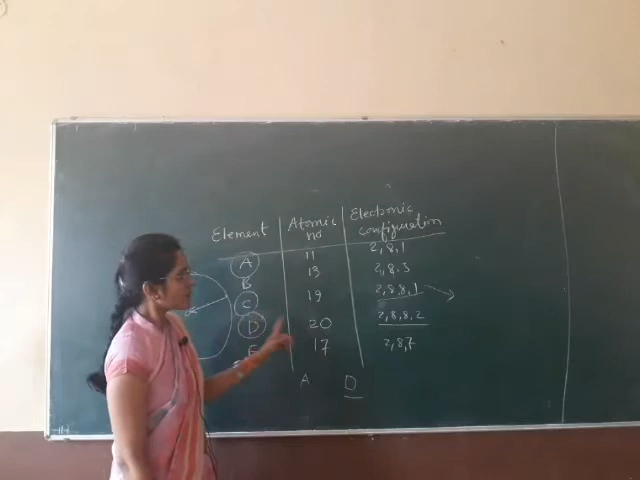 Element Atomic no Electronic configuration
A 11 2,8,1
B 13 2,8,3
C 19 2,8,8,1
D 20 2,8,8,2
E 17 2,8,7
A D